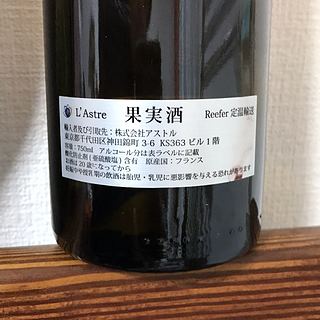 L'Astre 果実酒 Reefer 定温輸送
輸入者及び引取先:株式会社アストル
東京都千代田区神田錦町 3-6 KS363 ビル 1 階
容量:750ml アルコール分は表ラベルに記載
酸化防止剤(亜硫酸塩)含有 原産国:フランス
お酒は20歳になってから
妊娠中や授乳期の飲酒は胎児・乳児に悪影響を与える恐れがあります